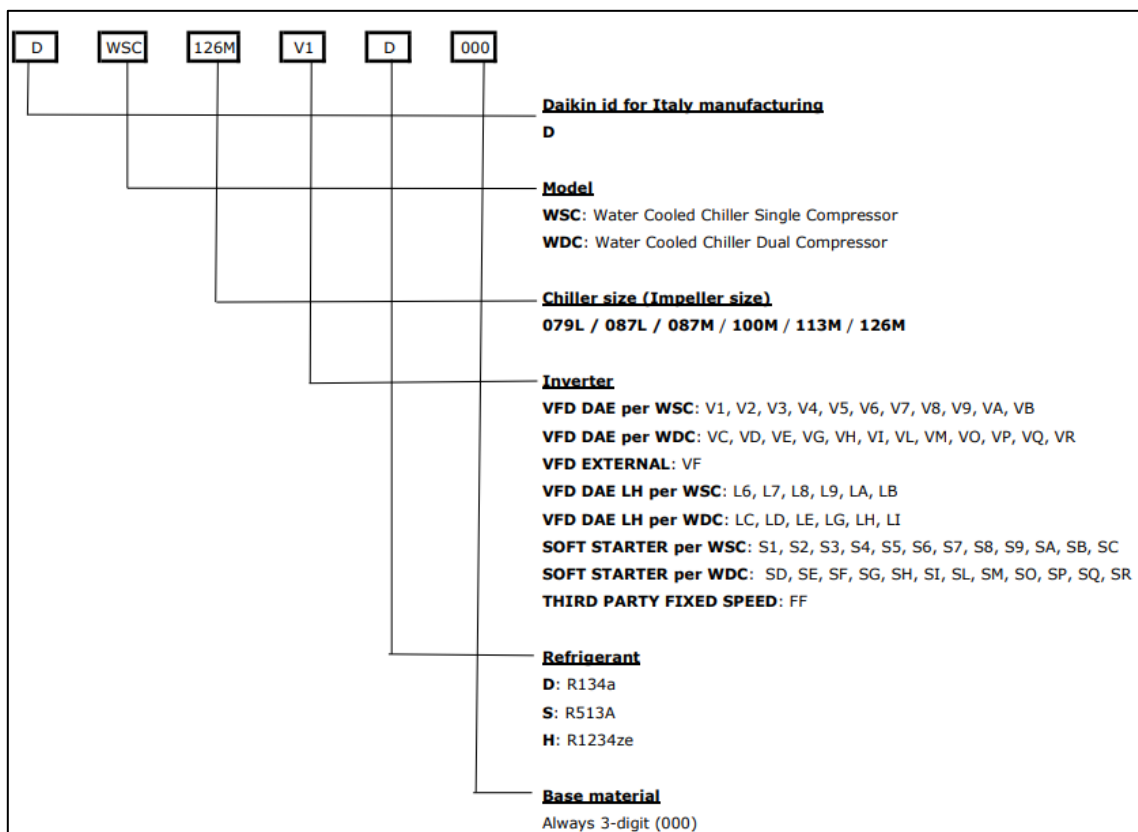 D WSC 126M V1 D 000
Daikin id for Italy manufacturing
D
Model
WSC: Water Cooled Chiller Single Compressor
WDC: Water Cooled Chiller Dual Compressor
Chiller size (Impeller size)
079L / 087L / 087M / 100M / 113M / 126M
Inverter
VFD DAE per WSC: V1, V2, V3, V4, V5, V6, V7, V8, V9, VA, VB
VFD DAE per WDC: VC, VD, VE, VG, VH, VI, VL, VM, VO, VP, VQ, VR
VFD EXTERNAL: VF
VFD DAE LH per WSC: L6, L7, L8, L9, LA, LB
VFD DAE LH per WDC: LC, LD, LE, LG, LH, LI
SOFT STARTER per WSC: S1, S2, S3, S4, S5, S6, S7, S8, S9, SA, SB, SC
SOFT STARTER per WDC: SD, SE, SF, SG, SH, SI, SL, SM, SO, SP, SQ, SR
THIRD PARTY FIXED SPEED: FF
Refrigerant
D: R134a
S: R513A
H: R1234ze
Base material
Always 3-digit (000)